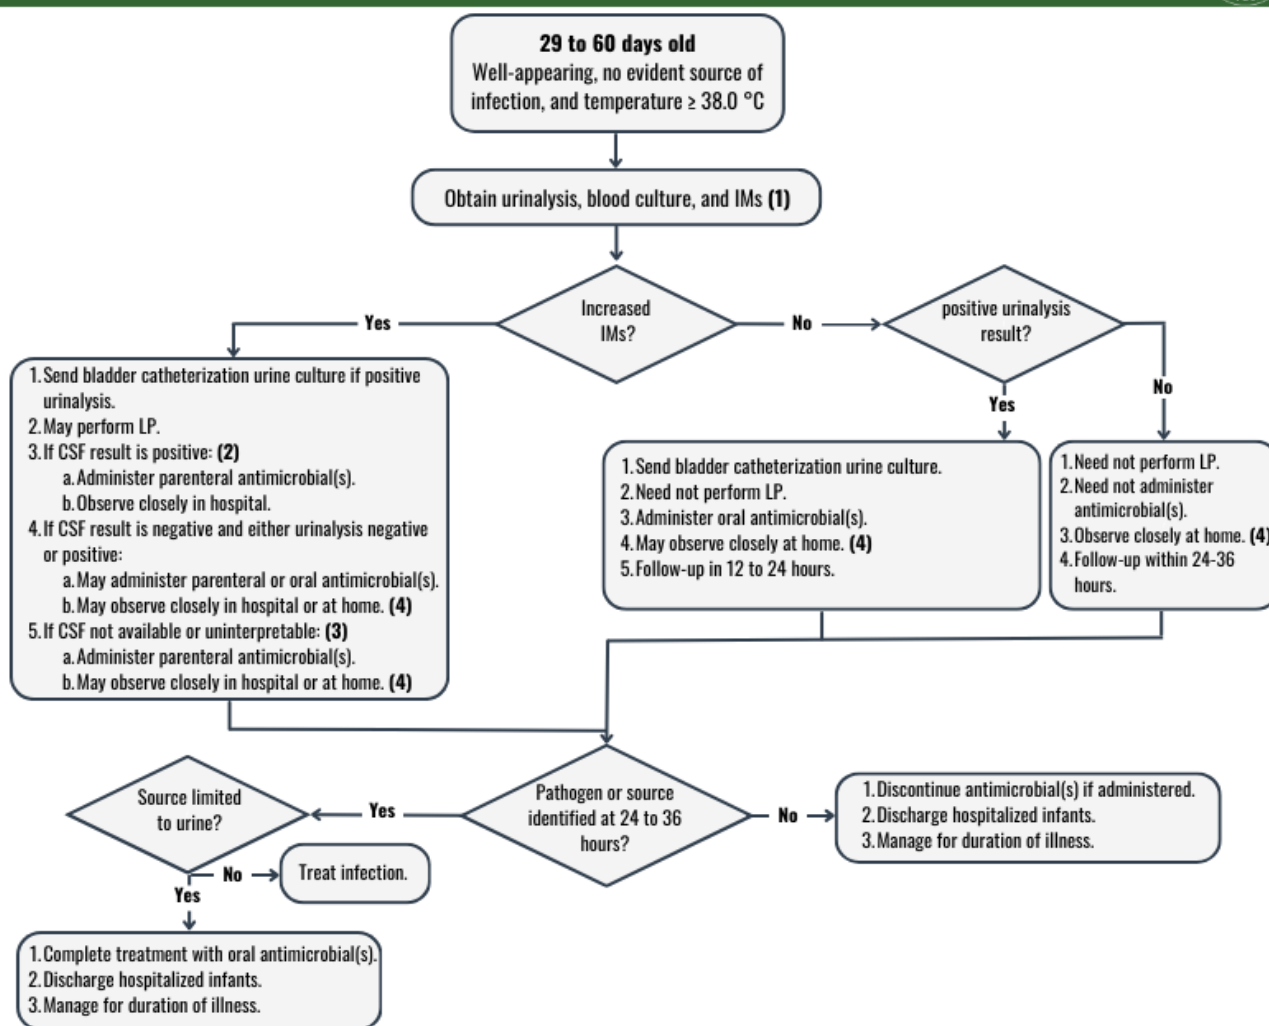 29 to 60 days old
Well-appearing, no evident source of
infection, and temperature ≥ 38.0 °C
Obtain urinalysis, blood culture, and IMs (1)
Increased
IMs?
Yes
No
positive urinalysis
result?
Yes
No
1. Send bladder catheterization urine culture if positive
urinalysis.
2. May perform LP.
3. If CSF result is positive: (2)
a. Administer parenteral antimicrobial(s).
b. Observe closely in hospital.
4. If CSF result is negative and either urinalysis negative
or positive:
a. May administer parenteral or oral antimicrobial(s).
b. May observe closely in hospital or at home. (4)
5. If CSF not available or uninterpretable: (3)
a. Administer parenteral antimicrobial(s).
b. May observe closely in hospital or at home. (4)
1. Send bladder catheterization urine culture.
2. Need not perform LP.
3. Administer oral antimicrobial(s).
4. May observe closely at home. (4)
5. Follow-up in 12 to 24 hours.
1. Need not perform LP.
2. Need not administer
antimicrobial(s).
3. Observe closely at home. (4)
4. Follow-up within 24-36
hours.
Pathogen or source
identified at 24 to 36
hours?
Yes
No
Source limited
to urine?
No
Yes
Treat infection.
1. Discontinue antimicrobial(s) if administered.
2. Discharge hospitalized infants.
3. Manage for duration of illness.
1. Complete treatment with oral antimicrobial(s).
2. Discharge hospitalized infants.
3. Manage for duration of illness.